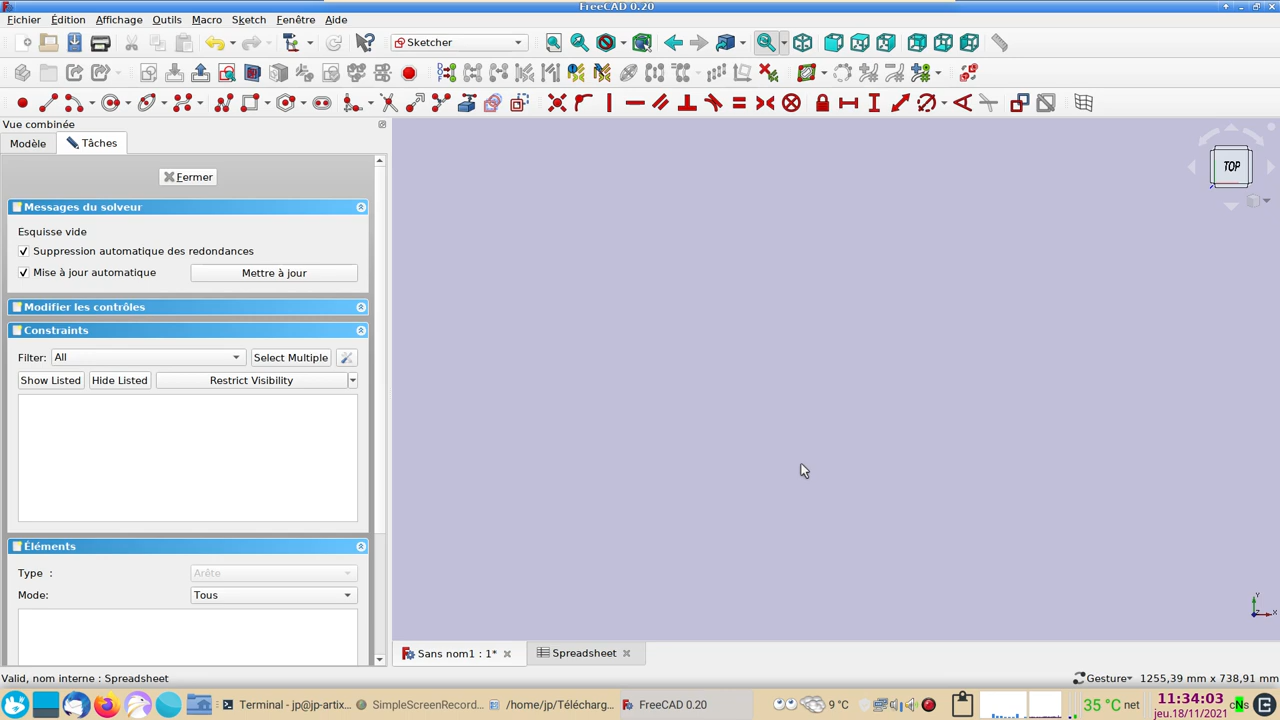 FreeCAD 0.20
Fichier Édition Affichage Outils Macro Sketch Fenêtre Aide
Sketcher
Vue combinée
Modèle Tâches
TOP
Fermer
Messages du solveur
Esquisse vide
Suppression automatique des redondances
Mise à jour automatique Mettre à jour
Modifier les contrôles
Constraints
Filter: All Select Multiple
Show Listed Hide Listed Restrict Visibility
Éléments
Type : Arête
Mode: Tous
Y
X
Sans nom1 : 1* Spreadsheet
Valid, nom interne : Spreadsheet Gesture 1255,39 mm x 738,91 mm
Terminal - jp@jp-artix... SimpleScreenRecord... /home/jp/Télécharg... FreeCAD 0.20 9 °C 35 °C net 11:34:03
jeu.18/11/2021